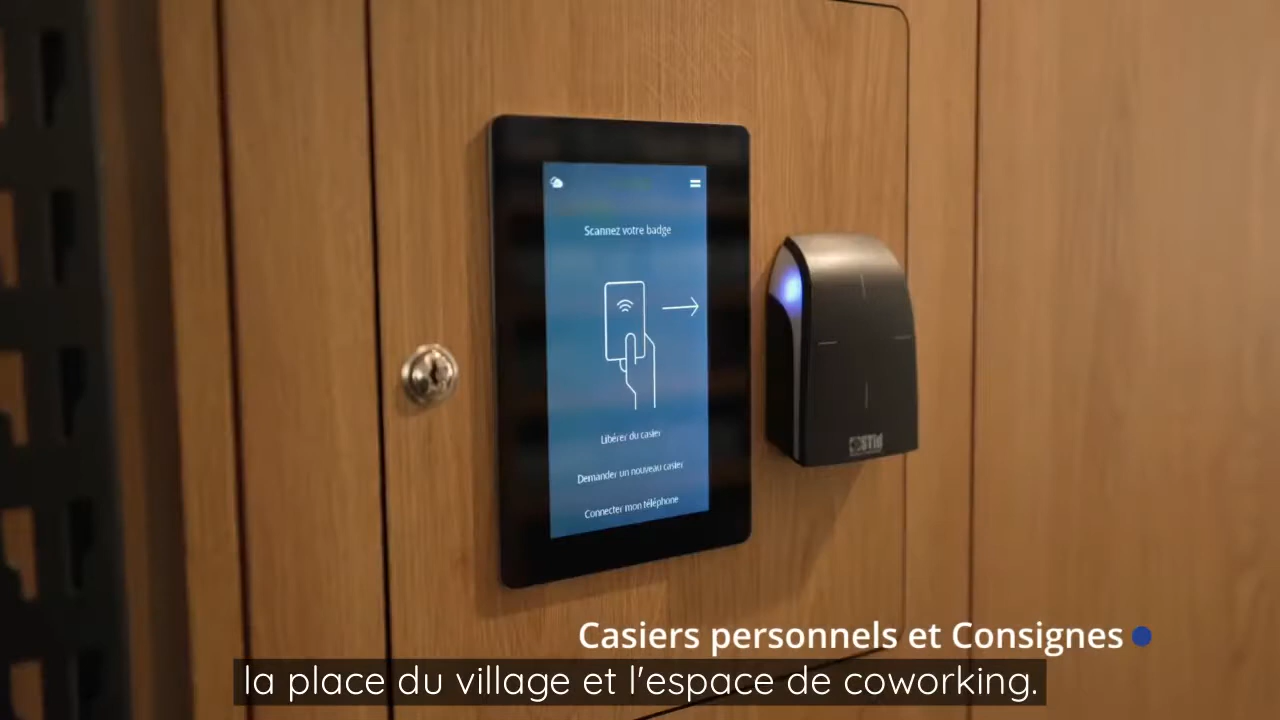 Scannez votre badge
Libérer du casier
Demander un nouveau casier
Connecter mon téléphone
STid
Casiers personnels et Consignes
la place du village et l'espace de coworking.